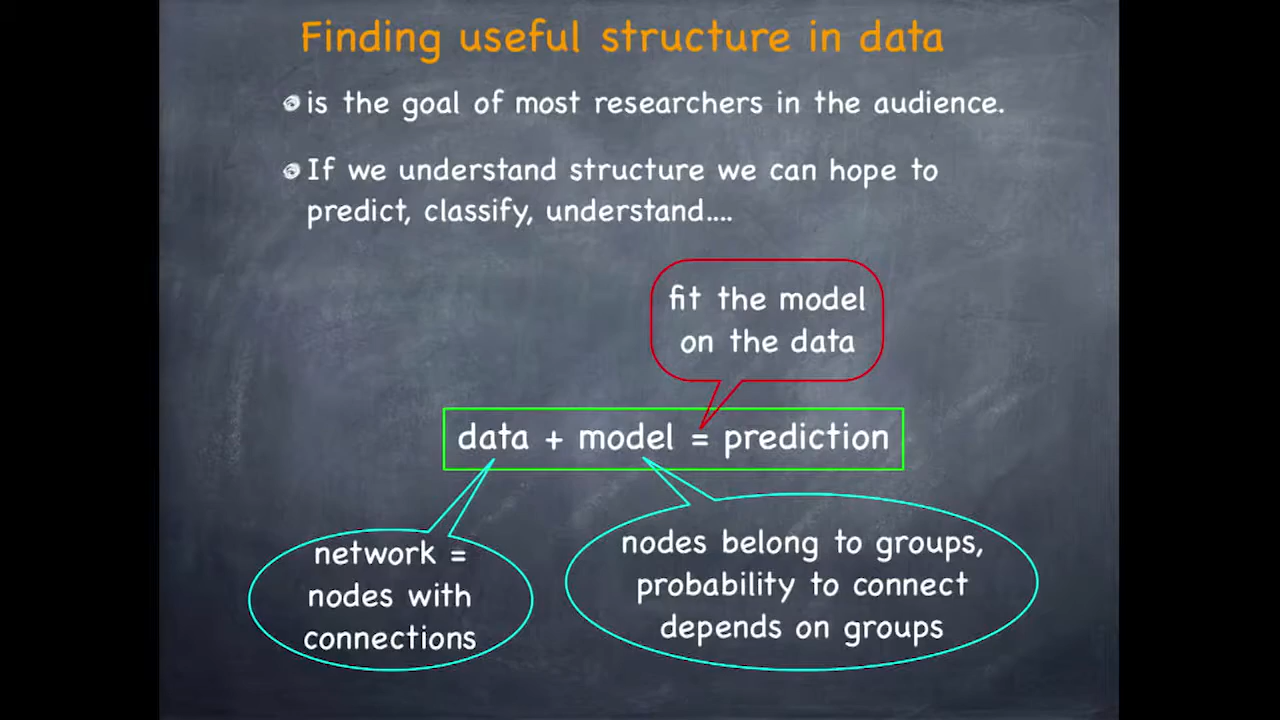 Finding useful structure in data
is the goal of most researchers in the audience.
If we understand structure we can hope to
predict, classify, understand....
fit the model
on the data
data + model = prediction
network =
nodes with
connections
nodes belong to groups,
probability to connect
depends on groups